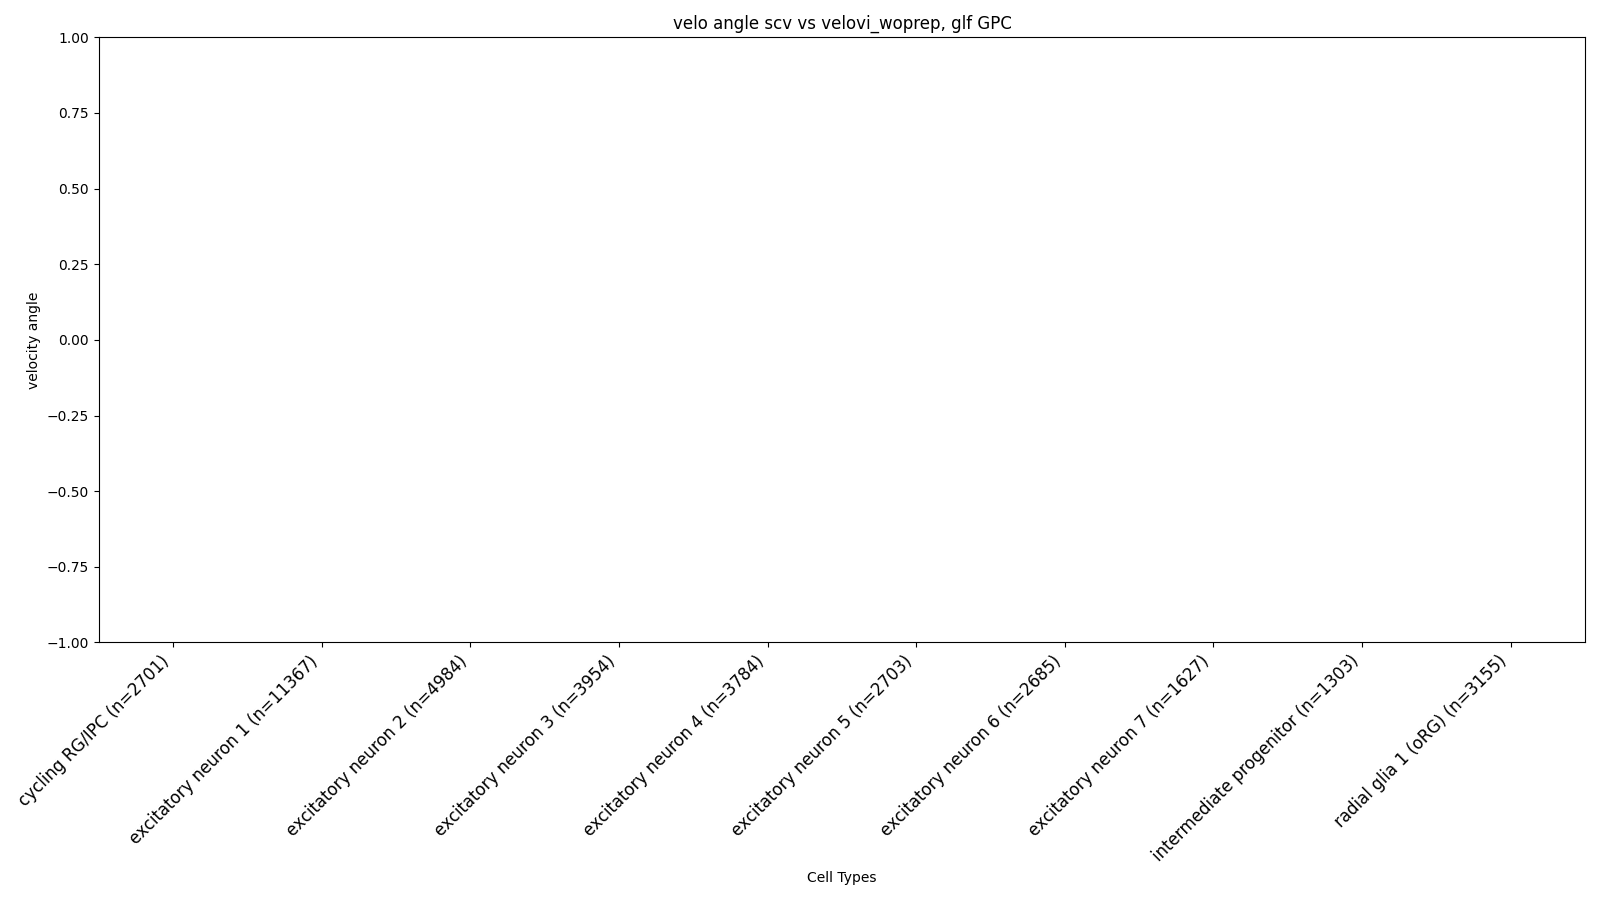 velo angle scv vs velovi_woprep, glf GPC
1.00
0.75
0.50
0.25
0.00
−0.25
−0.50
−0.75
−1.00
velocity angle
cycling RG/IPC (n=2701)
excitatory neuron 1 (n=11367)
excitatory neuron 2 (n=4984)
excitatory neuron 3 (n=3954)
excitatory neuron 4 (n=3784)
excitatory neuron 5 (n=2703)
excitatory neuron 6 (n=2685)
excitatory neuron 7 (n=1627)
intermediate progenitor (n=1303)
radial glia 1 (oRG) (n=3155)
Cell Types